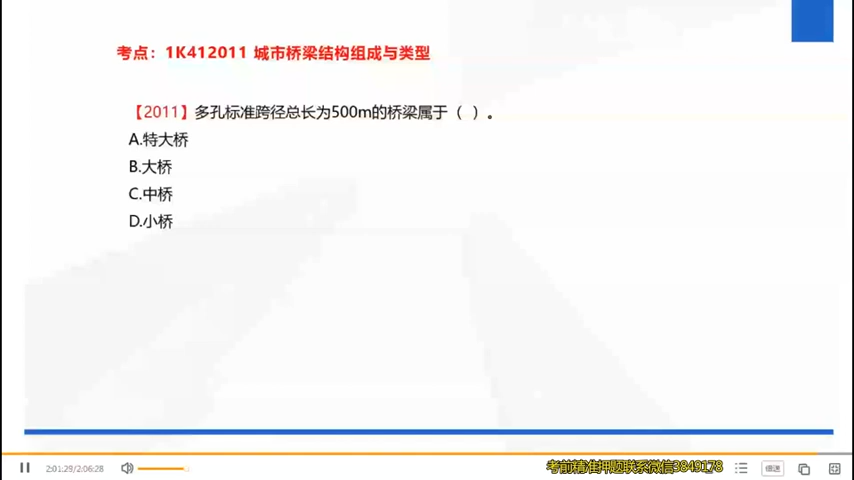 考点：1K412011 城市桥梁结构组成与类型
【2011】多孔标准跨径总长为500m的桥梁属于（ ）。
A.特大桥
B.大桥
C.中桥
D.小桥
2:01:29/2:06:28
考前精准押题联系微信3849178
倍速